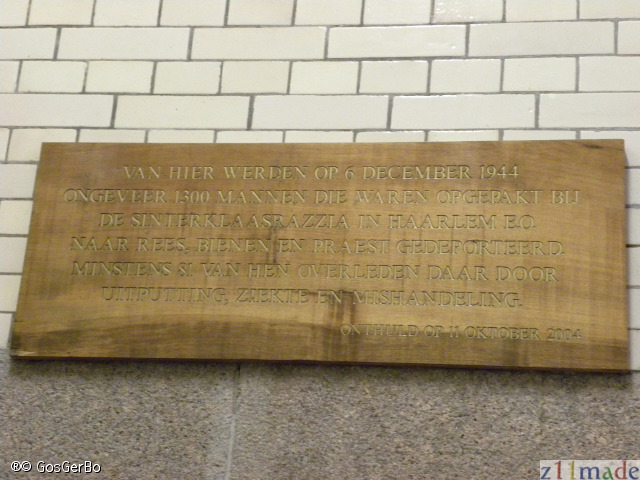 VAN HIER WERDEN OP 6 DECEMBER 1944
ONGEVEER 1300 MANNEN DIE WAREN OPGEPAKT BIJ
DE SINTERKLAASRAZZIA IN HAARLEM E.O.
NAAR REES, BIENEN EN PRAEST GEDEPORTEERD.
MINSTENS 81 VAN HEN OVERLEDEN DAAR DOOR
UITPUTTING, ZIEKTE EN MISHANDELING.
ONTHULD OP 11 OKTOBER 2004
®© GosGerBo
z11made